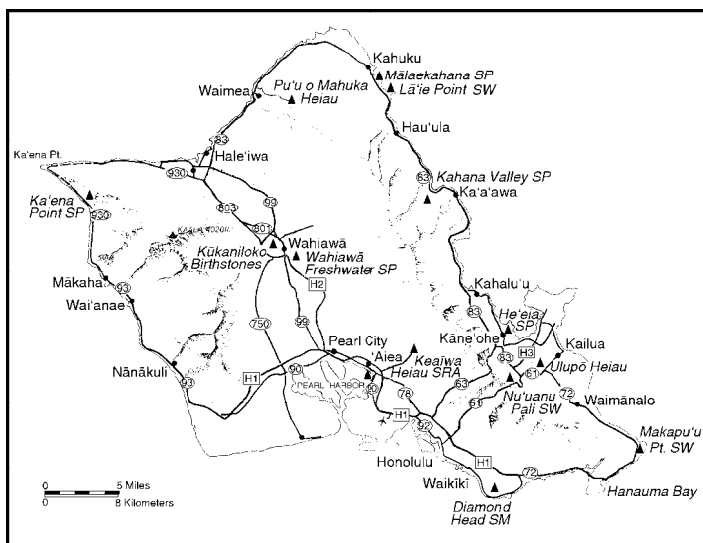 Kahuku
Mālaekahana SP
Lā'ie Point SW
Waimea
Pu'u o Mahuka
Heiau
Hau'ula
83
Hale'iwa
Ka'ena Pt.
930
Kahana Valley SP
83
Ka'a'awa
99
803
Ka'ena
Point SP
930
801
Wahiawā
Kūkaniloko
Birthstones
Wahiawā
Freshwater SP
H2
Mākaha
93
Wai'anae
Kahalu'u
83
He'eia
SP
750
99
Kāne'ohe
Kailua
Pearl City
'Aiea
H3
83
Keaīwa
Heiau SRA
Ulupō Heiau
61
Nānākuli
H1
90
PEARL HARBOR
90
78
63
72
93
Nu'uanu
Pali SW
Waimānalo
61
H1
92
Makapu'u
Pt. SW
Honolulu
H1
72
Waikīkī
Hanauma Bay
Diamond
Head SM
0 5 Miles
0 8 Kilometers